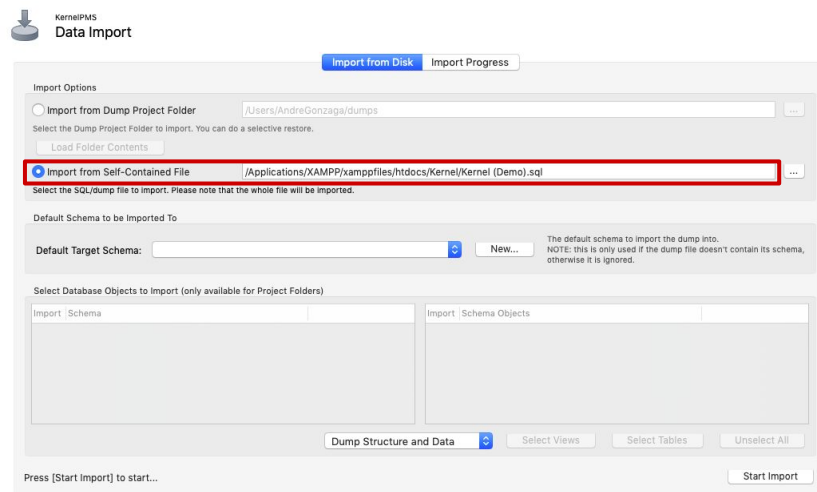 KernelPMS
Data Import
Import from Disk Import Progress
Import Options
Import from Dump Project Folder /Users/AndreGonzaga/dumps ...
Select the Dump Project Folder to import. You can do a selective restore.
Load Folder Contents
Import from Self-Contained File /Applications/XAMPP/xamppfiles/htdocs/Kernel/Kernel (Demo).sql ...
Select the SQL/dump file to import. Please note that the whole file will be imported.
Default Schema to be Imported To
Default Target Schema: New...
The default schema to import the dump into.
NOTE: this is only used if the dump file doesn't contain its schema,
otherwise it is ignored.
Select Database Objects to Import (only available for Project Folders)
Import Schema Import Schema Objects
Dump Structure and Data Select Views Select Tables Unselect All
Press [Start Import] to start... Start Import